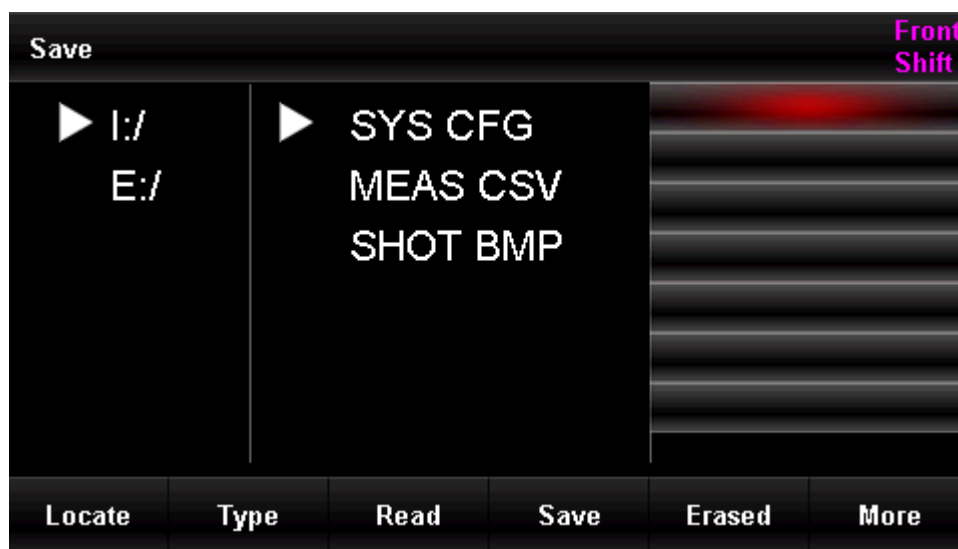 Save
Front
Shift
I:/
E:/
SYS CFG
MEAS CSV
SHOT BMP
Locate Type Read Save Erased More